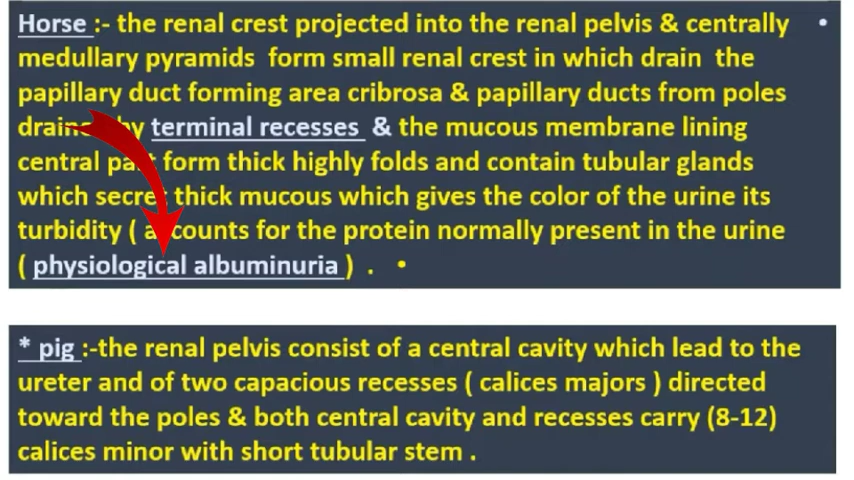 Horse :- the renal crest projected into the renal pelvis & centrally •
medullary pyramids form small renal crest in which drain the
papillary duct forming area cribrosa & papillary ducts from poles
by terminal recesses & the mucous membrane lining
central part form thick highly folds and contain tubular glands
which secret thick mucous which gives the color of the urine its
turbidity ( accounts for the protein normally present in the urine
( physiological albuminuria ) . •
* pig :-the renal pelvis consist of a central cavity which lead to the
ureter and of two capacious recesses ( calices majors ) directed
toward the poles & both central cavity and recesses carry (8-12)
calices minor with short tubular stem .